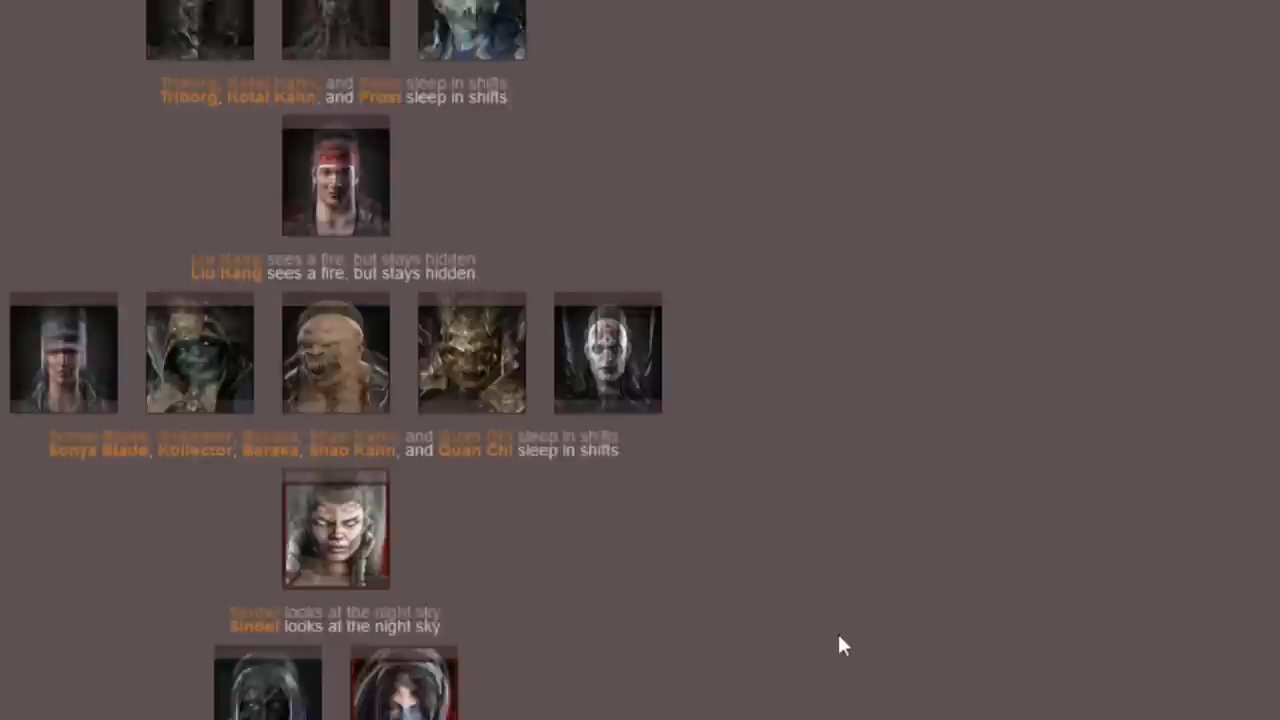 Triborg, Kotal Kahn, and Frost sleep in shifts
Liu Kang sees a fire, but stays hidden
Sonya Blade, Kollector, Baraka, Shao Kahn, and Quan Chi sleep in shifts
Sindel looks at the night sky